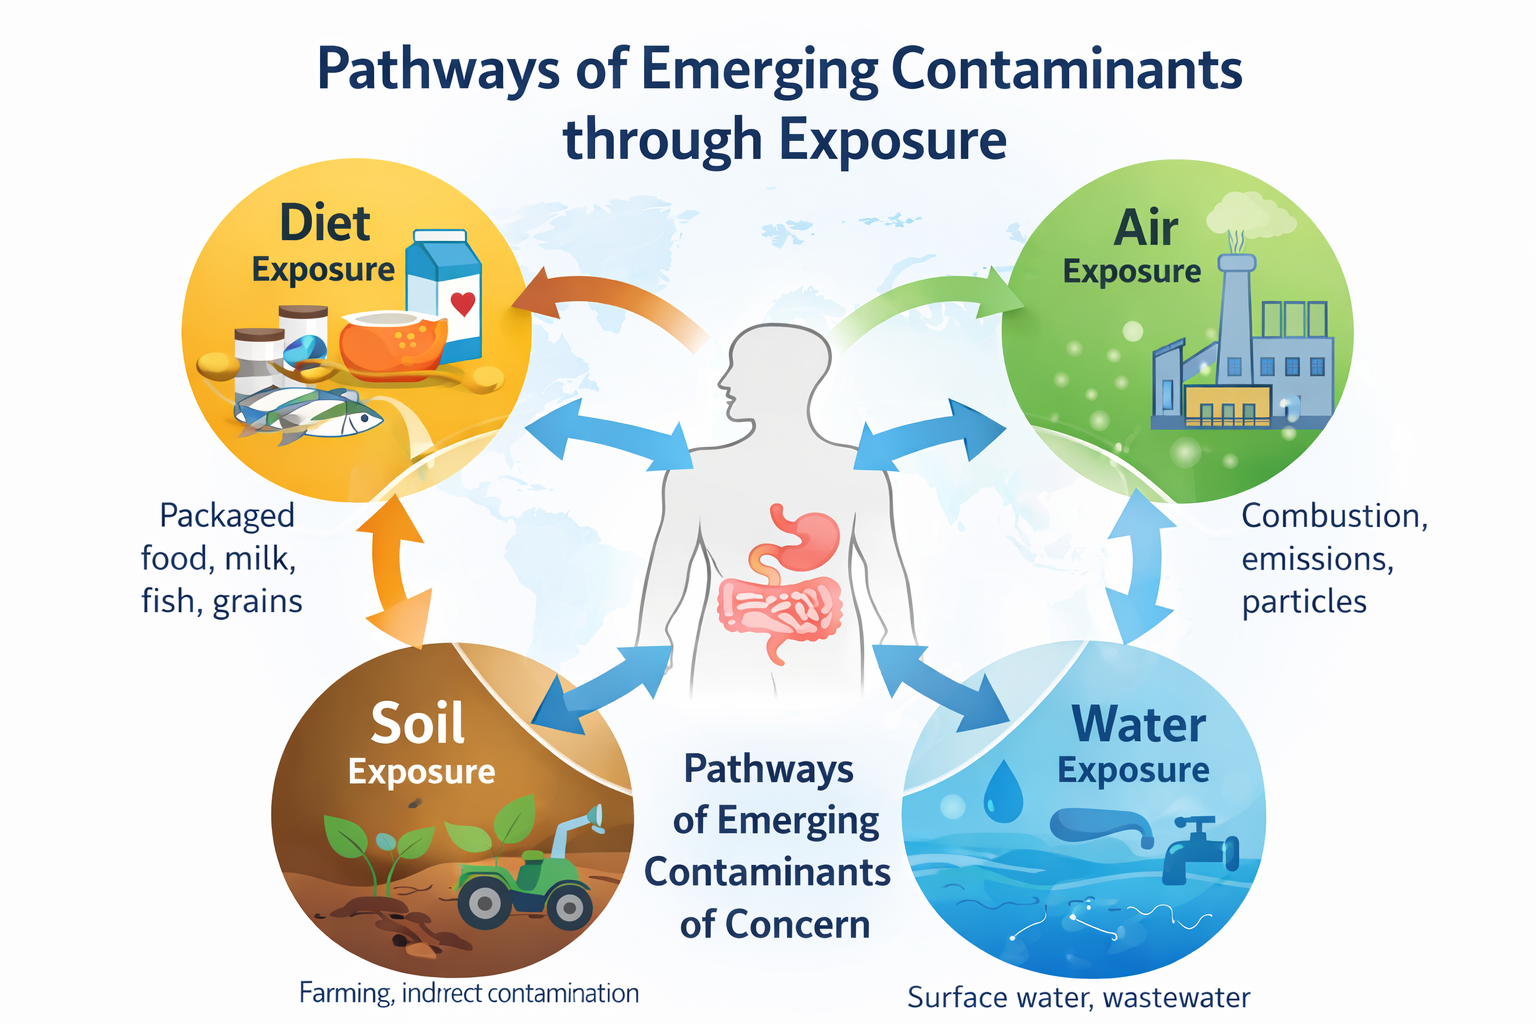 Pathways of Emerging Contaminants
through Exposure
Diet
Exposure
Air
Exposure
Packaged
food, milk,
fish, grains
Combustion,
emissions,
particles
Soil
Exposure
Water
Exposure
Pathways
of Emerging
Contaminants
of Concern
Farming, indırect contamination
Surface water, wastewater